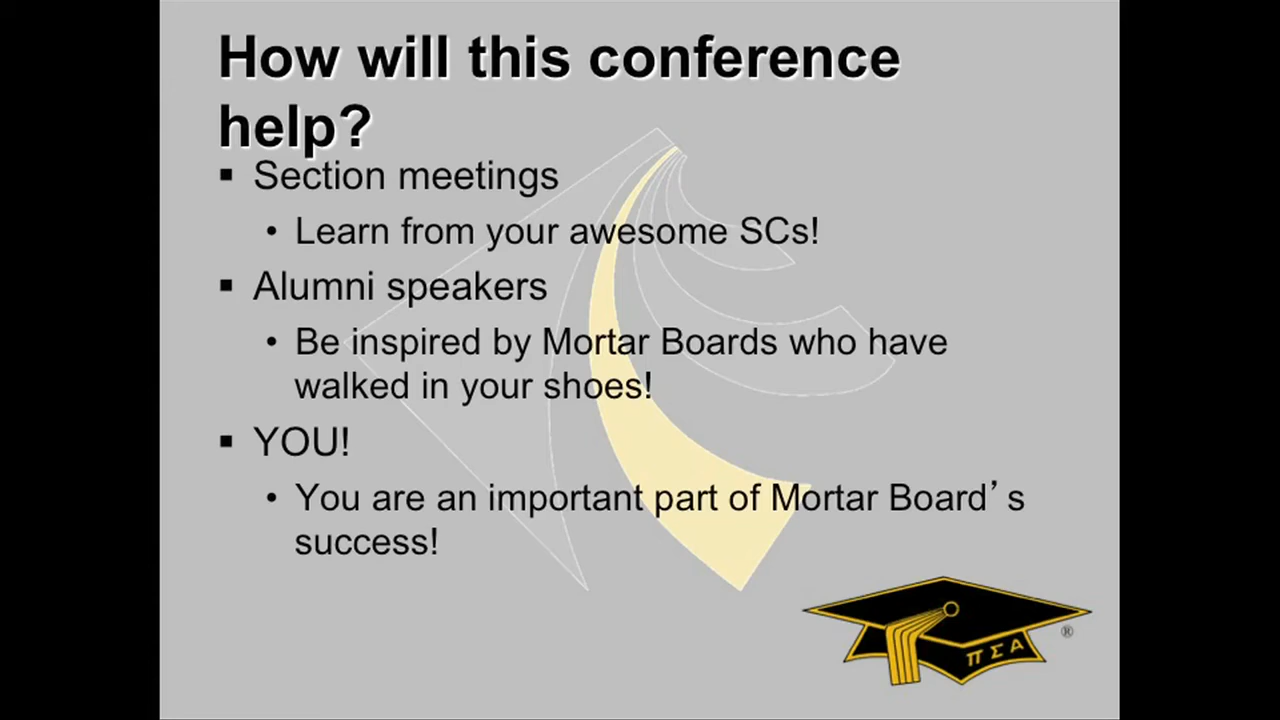 How will this conference
help?
▪ Section meetings
• Learn from your awesome SCs!
▪ Alumni speakers
• Be inspired by Mortar Boards who have
walked in your shoes!
▪ YOU!
• You are an important part of Mortar Board’s
success!
ΠΣΑ
®